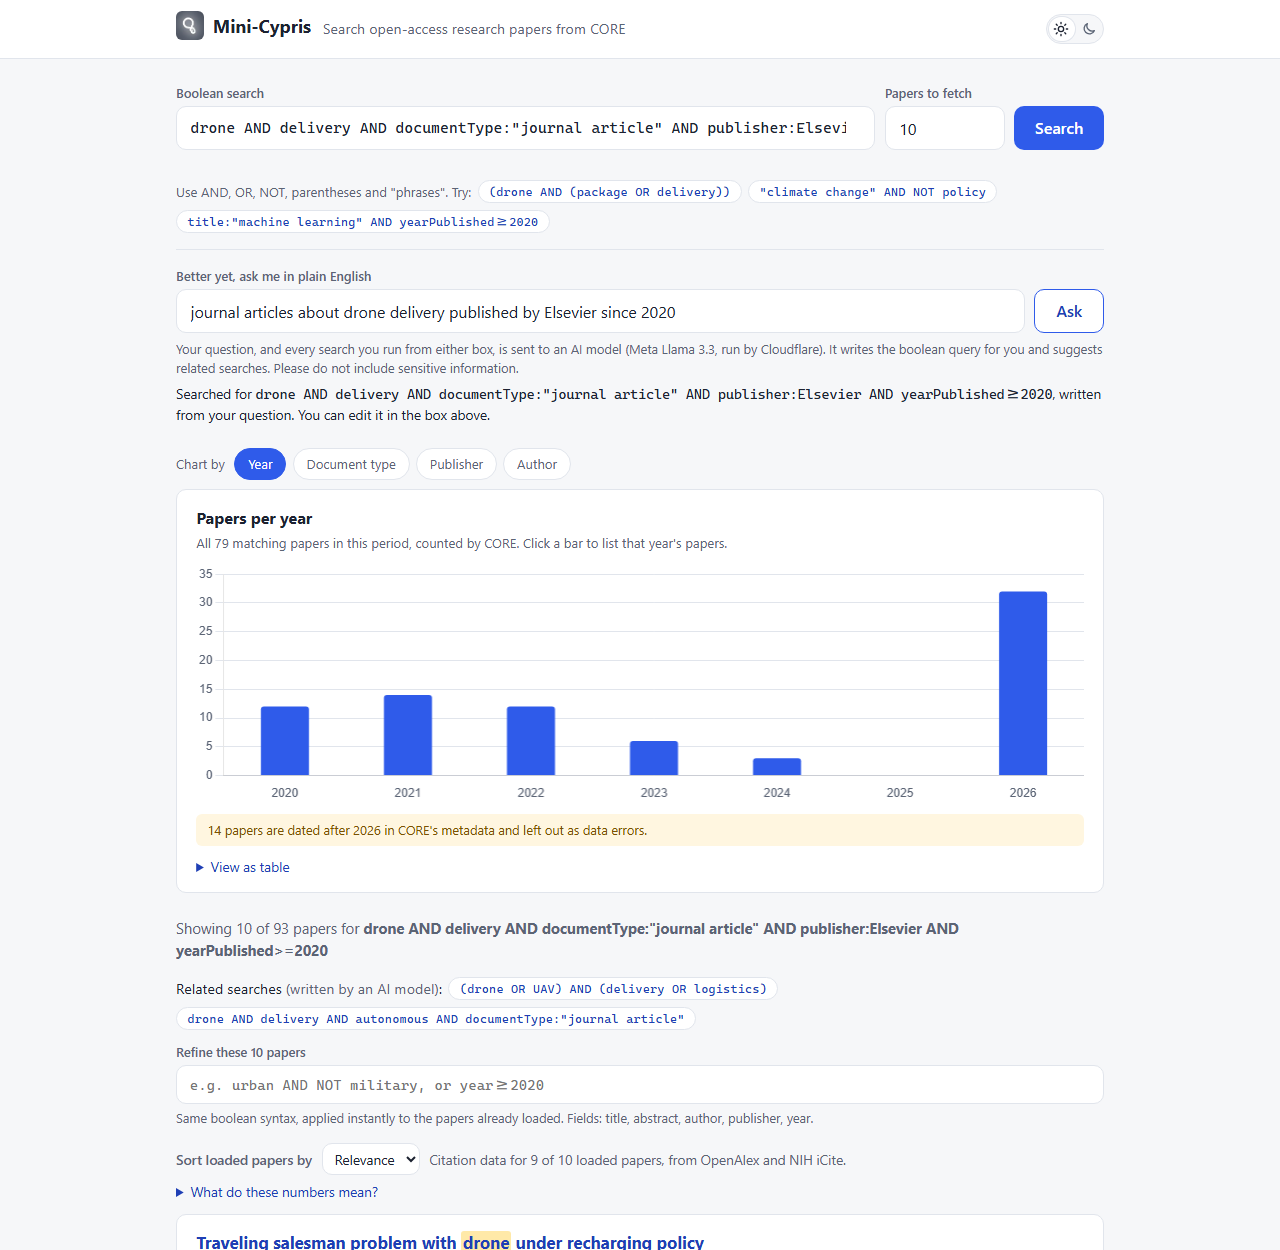 Mini-Cypris Search open-access research papers from CORE
Boolean search
Papers to fetch
drone AND delivery AND documentType:"journal article" AND publisher:Elsevi
10
Search
Use AND, OR, NOT, parentheses and "phrases". Try: (drone AND (package OR delivery)) "climate change" AND NOT policy
title:"machine learning" AND yearPublished>=2020
Better yet, ask me in plain English
journal articles about drone delivery published by Elsevier since 2020
Ask
Your question, and every search you run from either box, is sent to an AI model (Meta Llama 3.3, run by Cloudflare). It writes the boolean query for you and suggests
related searches. Please do not include sensitive information.
Searched for drone AND delivery AND documentType:"journal article" AND publisher:Elsevier AND yearPublished>=2020, written
from your question. You can edit it in the box above.
Chart by Year Document type Publisher Author
Papers per year
All 79 matching papers in this period, counted by CORE. Click a bar to list that year's papers.
35
30
25
20
15
10
5
0
2020 2021 2022 2023 2024 2025 2026
14 papers are dated after 2026 in CORE's metadata and left out as data errors.
View as table
Showing 10 of 93 papers for drone AND delivery AND documentType:"journal article" AND publisher:Elsevier AND
yearPublished>=2020
Related searches (written by an AI model): (drone OR UAV) AND (delivery OR logistics)
drone AND delivery AND autonomous AND documentType:"journal article"
Refine these 10 papers
e.g. urban AND NOT military, or year>=2020
Same boolean syntax, applied instantly to the papers already loaded. Fields: title, abstract, author, publisher, year.
Sort loaded papers by Relevance Citation data for 9 of 10 loaded papers, from OpenAlex and NIH iCite.
What do these numbers mean?
Traveling salesman problem with drone under recharging policy